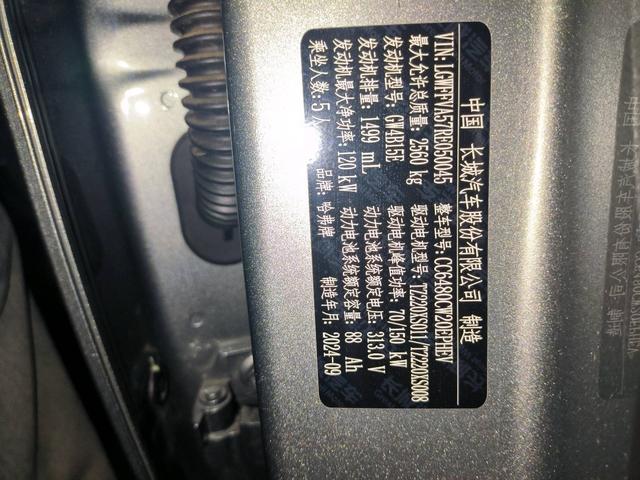 中国 长城汽车股份有限公司 制造
VIN: LGWFFVA57RB050045 整车型号: CC6480CW20EPHEV
最大允许总质量: 2560 kg 驱动电机型号: TZ220XS011/TZ220XS008
发动机型号: GW4B15E 驱动电机峰值功率: 70/150 kW
发动机排量: 1499 mL 动力电池系统额定电压: 313.0 V
发动机最大净功率: 120 kW 动力电池系统额定容量: 88 Ah
乘坐人数: 5 人 品牌: 哈弗牌 制造年月: 2024-09